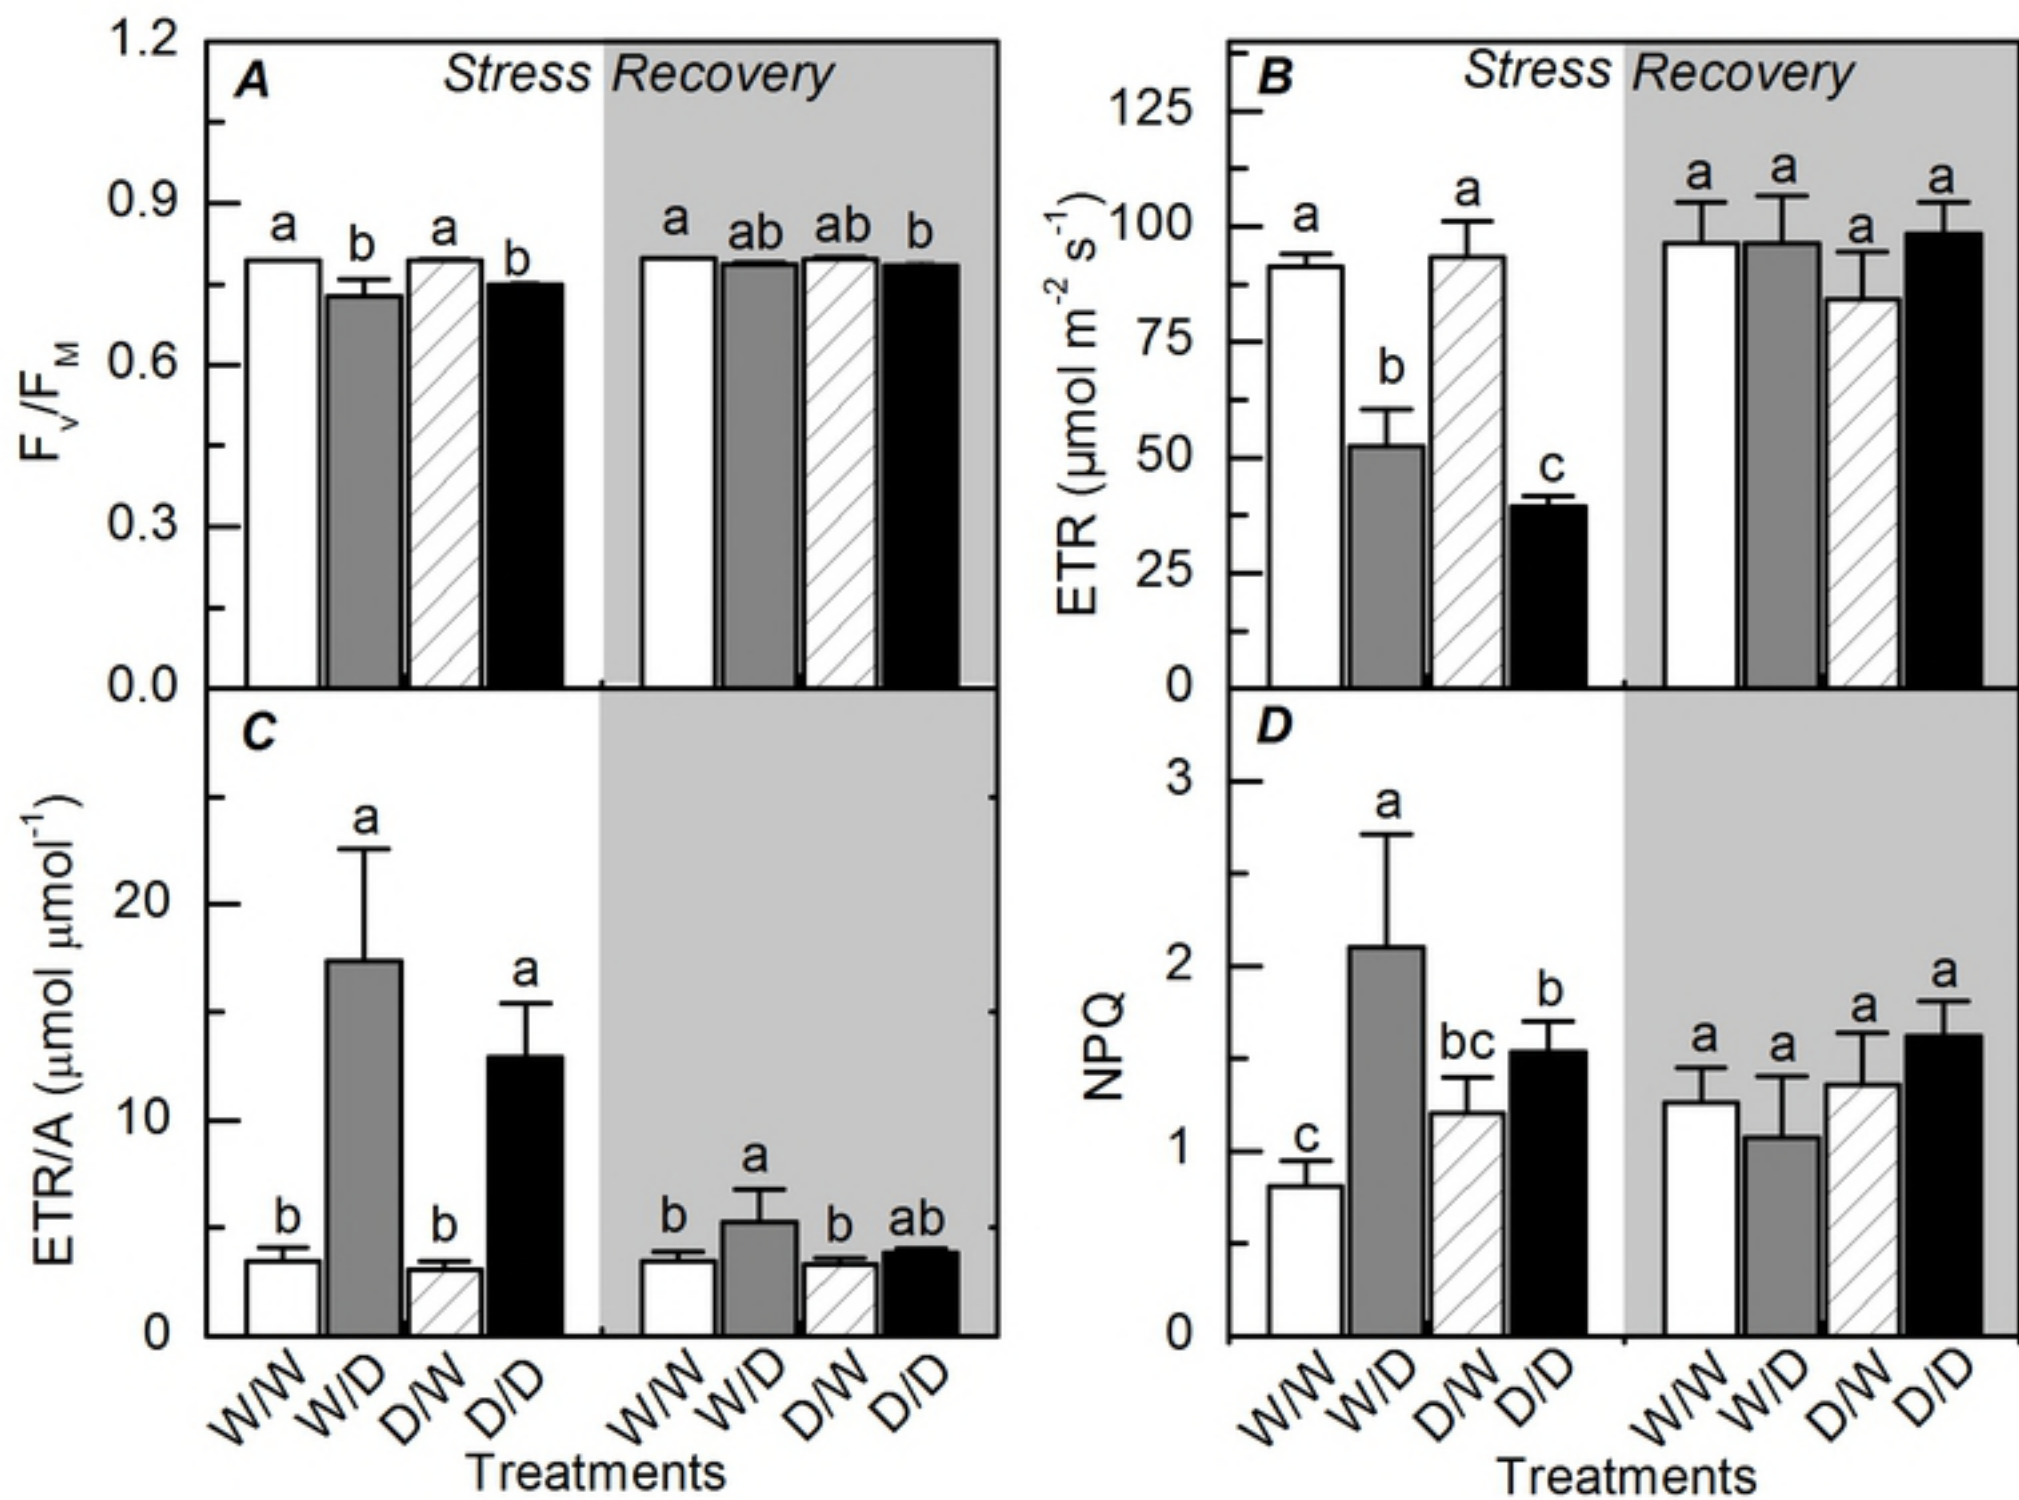 A Stress Recovery
1.2
0.9
0.6
0.3
0.0
Fv/FM
a b a b a ab ab b
B Stress Recovery
125
100
75
50
25
0
ETR (µmol m-2 s-1)
a b a c a a a a
C
20
10
0
ETR/A (µmol µmol-1)
b a b a b a b ab
W/W W/D D/W D/D W/W W/D D/W D/D
Treatments
D
3
2
1
0
NPQ
c a bc b a a a a
W/W W/D D/W D/D W/W W/D D/W D/D
Treatments